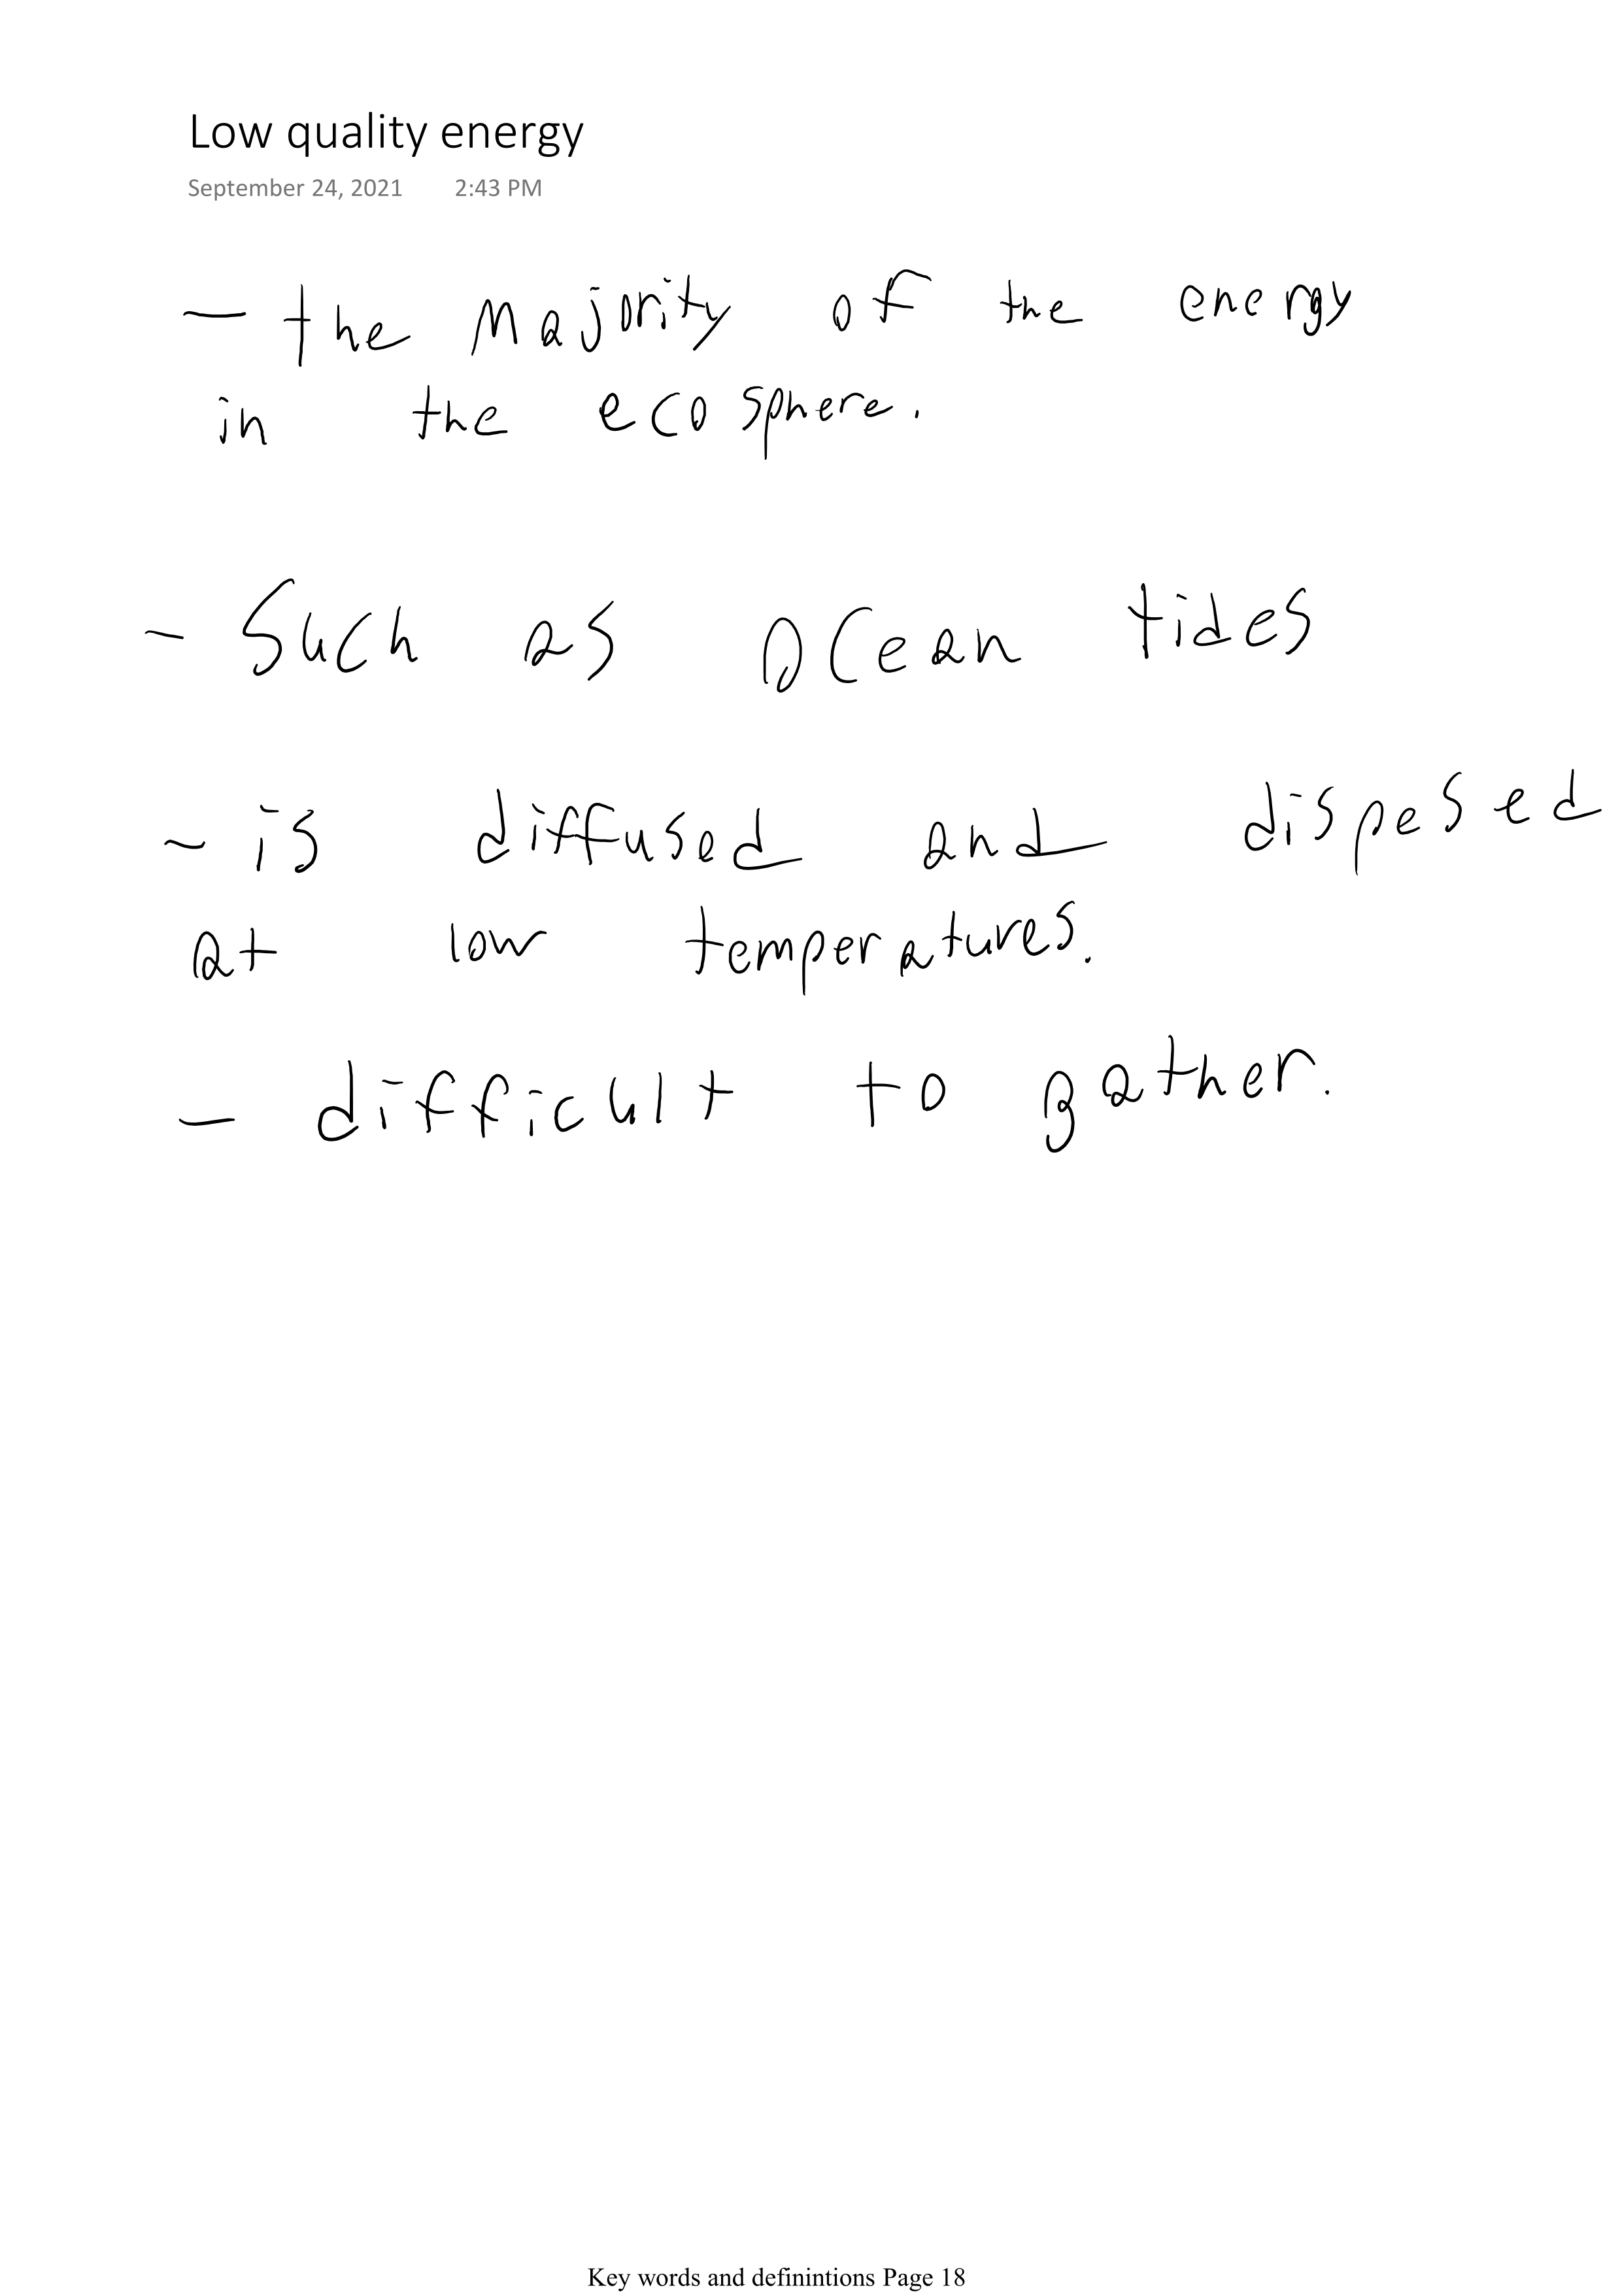 Low quality energy
September 24, 2021 2:43 PM
- the majority of the energy
in the ecosphere.
- Such as ocean tides
- is diffused and dispesed
at low temperatures.
- difficult to gather.
Key words and definintions Page 18